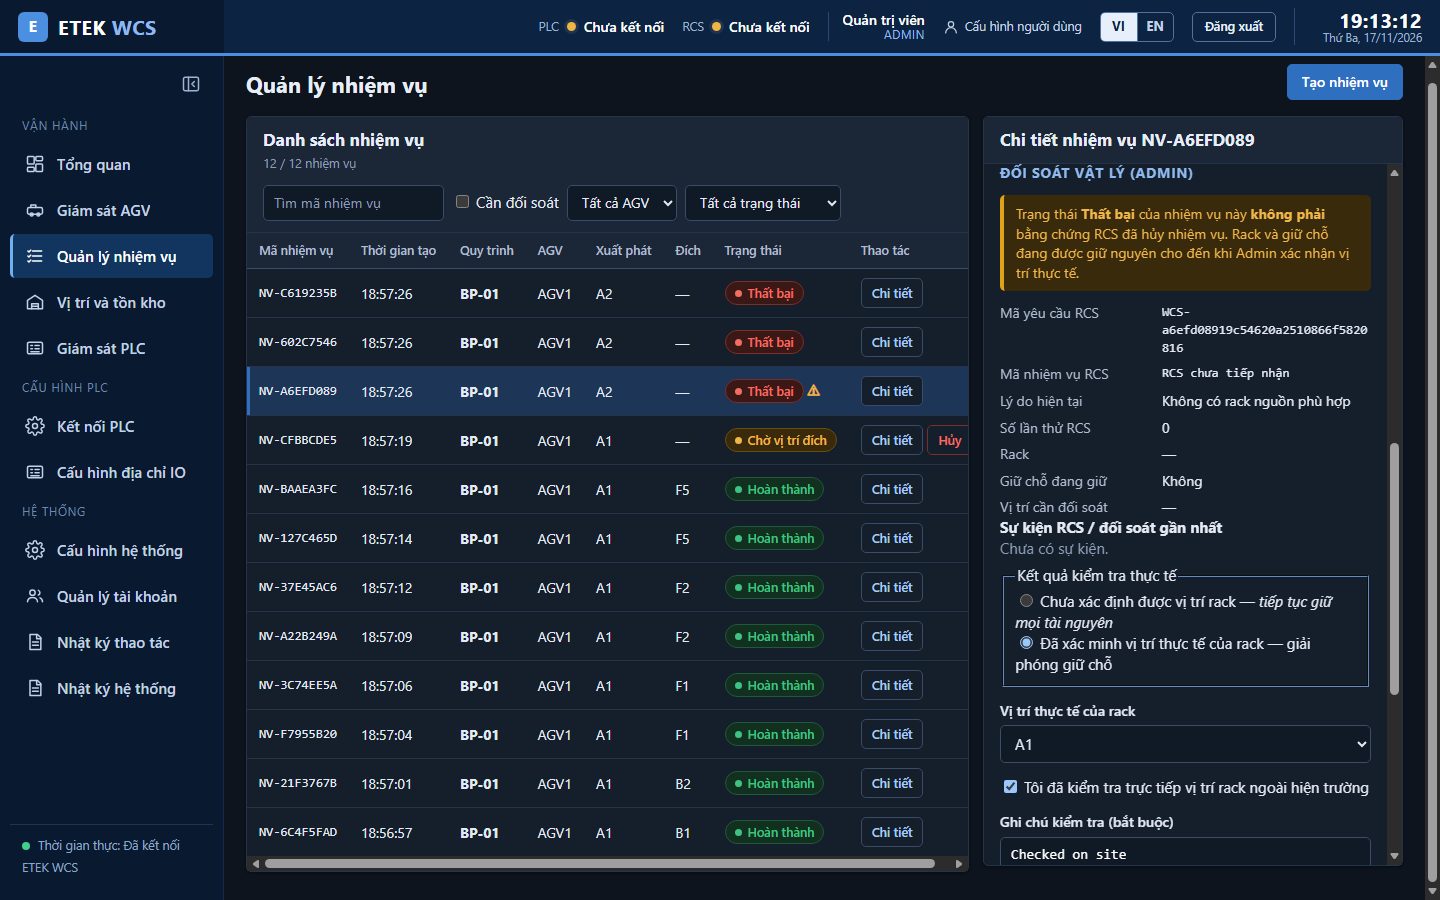 E ETEK WCS
PLC Chưa kết nối RCS Chưa kết nối
Quản trị viên
ADMIN
Cấu hình người dùng
VI EN
Đăng xuất
19:13:12
Thứ Ba, 17/11/2026
VẬN HÀNH
Tổng quan
Giám sát AGV
Quản lý nhiệm vụ
Vị trí và tồn kho
Giám sát PLC
CẤU HÌNH PLC
Kết nối PLC
Cấu hình địa chỉ IO
HỆ THỐNG
Cấu hình hệ thống
Quản lý tài khoản
Nhật ký thao tác
Nhật ký hệ thống
Thời gian thực: Đã kết nối
ETEK WCS
Quản lý nhiệm vụ
Tạo nhiệm vụ
Danh sách nhiệm vụ
12 / 12 nhiệm vụ
Tìm mã nhiệm vụ Cần đối soát Tất cả AGV Tất cả trạng thái
Mã nhiệm vụ Thời gian tạo Quy trình AGV Xuất phát Đích Trạng thái Thao tác
NV-C619235B 18:57:26 BP-01 AGV1 A2 — Thất bại Chi tiết
NV-602C7546 18:57:26 BP-01 AGV1 A2 — Thất bại Chi tiết
NV-A6EFD089 18:57:26 BP-01 AGV1 A2 — Thất bại Chi tiết
NV-CFBBCDE5 18:57:19 BP-01 AGV1 A1 — Chờ vị trí đích Chi tiết Hủy
NV-BAAEA3FC 18:57:16 BP-01 AGV1 A1 F5 Hoàn thành Chi tiết
NV-127C465D 18:57:14 BP-01 AGV1 A1 F5 Hoàn thành Chi tiết
NV-37E45AC6 18:57:12 BP-01 AGV1 A1 F2 Hoàn thành Chi tiết
NV-A22B249A 18:57:09 BP-01 AGV1 A1 F2 Hoàn thành Chi tiết
NV-3C74EE5A 18:57:06 BP-01 AGV1 A1 F1 Hoàn thành Chi tiết
NV-F7955B20 18:57:04 BP-01 AGV1 A1 F1 Hoàn thành Chi tiết
NV-21F3767B 18:57:01 BP-01 AGV1 A1 B2 Hoàn thành Chi tiết
NV-6C4F5FAD 18:56:57 BP-01 AGV1 A1 B1 Hoàn thành Chi tiết
Chi tiết nhiệm vụ NV-A6EFD089
ĐỐI SOÁT VẬT LÝ (ADMIN)
Trạng thái Thất bại của nhiệm vụ này không phải
bằng chứng RCS đã hủy nhiệm vụ. Rack và giữ chỗ
đang được giữ nguyên cho đến khi Admin xác nhận vị
trí thực tế.
Mã yêu cầu RCS WCS-
a6efd08919c54620a2510866f5820
816
Mã nhiệm vụ RCS RCS chưa tiếp nhận
Lý do hiện tại Không có rack nguồn phù hợp
Số lần thử RCS 0
Rack —
Giữ chỗ đang giữ Không
Vị trí cần đối soát —
Sự kiện RCS / đối soát gần nhất
Chưa có sự kiện.
Kết quả kiểm tra thực tế
Chưa xác định được vị trí rack — tiếp tục giữ
mọi tài nguyên
Đã xác minh vị trí thực tế của rack — giải
phóng giữ chỗ
Vị trí thực tế của rack
A1
Tôi đã kiểm tra trực tiếp vị trí rack ngoài hiện trường
Ghi chú kiểm tra (bắt buộc)
Checked on site